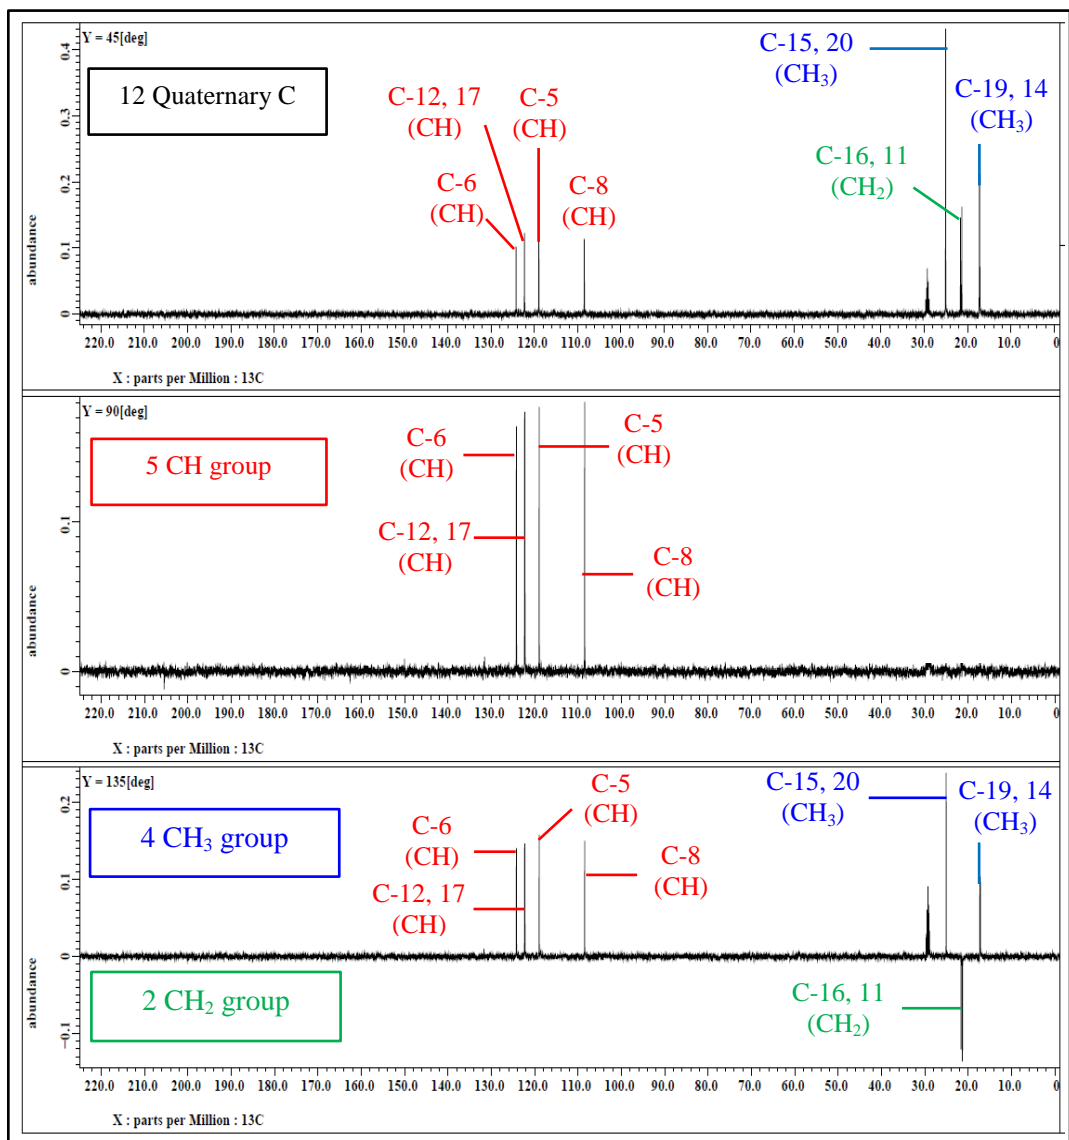 Y = 45[deg]
12 Quaternary C
C-12, 17
(CH)
C-5
(CH)
C-6
(CH)
C-8
(CH)
C-15, 20
(CH₃)
C-19, 14
(CH₃)
C-16, 11
(CH₂)
abundance
0.4
0.3
0.2
0.1
0
220.0 210.0 200.0 190.0 180.0 170.0 160.0 150.0 140.0 130.0 120.0 110.0 100.0 90.0 80.0 70.0 60.0 50.0 40.0 30.0 20.0 10.0 0
X : parts per Million : 13C
Y = 90[deg]
5 CH group
C-6
(CH)
C-5
(CH)
C-12, 17
(CH)
C-8
(CH)
abundance
0.1
0
220.0 210.0 200.0 190.0 180.0 170.0 160.0 150.0 140.0 130.0 120.0 110.0 100.0 90.0 80.0 70.0 60.0 50.0 40.0 30.0 20.0 10.0 0
X : parts per Million : 13C
Y = 135[deg]
4 CH₃ group
C-5
(CH)
C-6
(CH)
C-12, 17
(CH)
C-8
(CH)
C-15, 20
(CH₃)
C-19, 14
(CH₃)
2 CH₂ group
C-16, 11
(CH₂)
abundance
0.2
0.1
0
−0.1
220.0 210.0 200.0 190.0 180.0 170.0 160.0 150.0 140.0 130.0 120.0 110.0 100.0 90.0 80.0 70.0 60.0 50.0 40.0 30.0 20.0 10.0 0
X : parts per Million : 13C